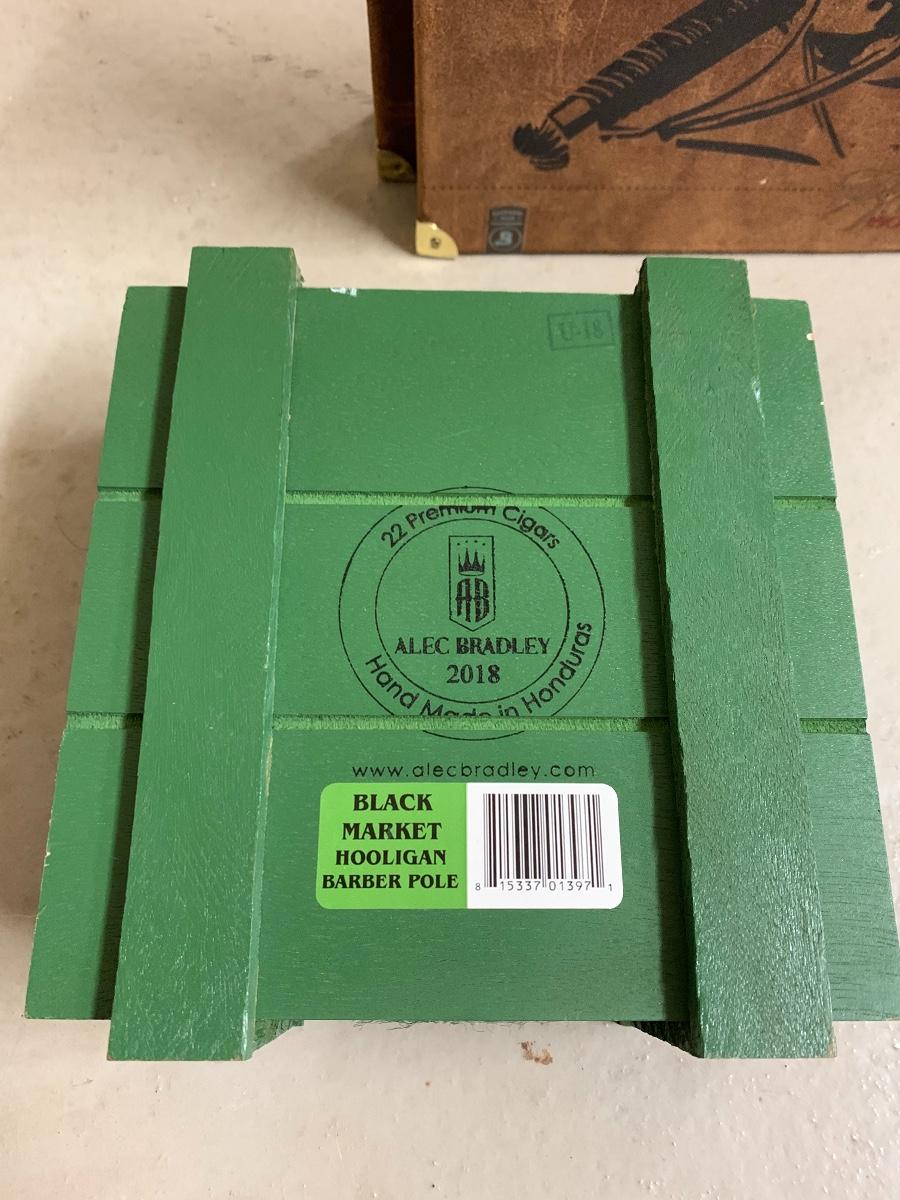 U-18
22 Premium Cigars
AB
ALEC BRADLEY
2018
Hand Made in Honduras
www.alecbradley.com
BLACK
MARKET
HOOLIGAN
BARBER POLE
8 15337 01397 1